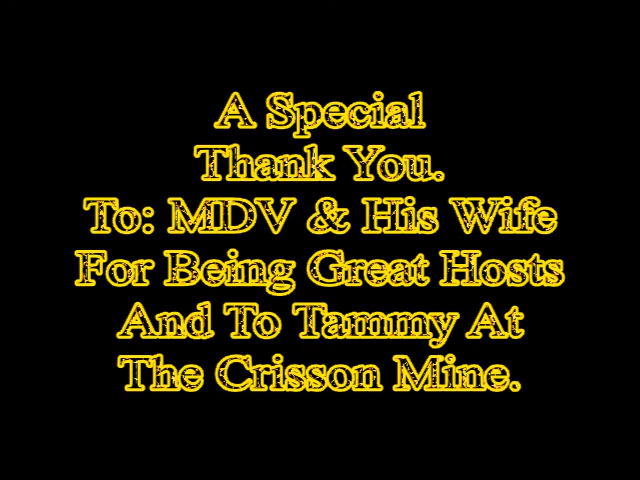 A Special
Thank You.
To: MDV & His Wife
For Being Great Hosts
And To Tammy At
The Crisson Mine.